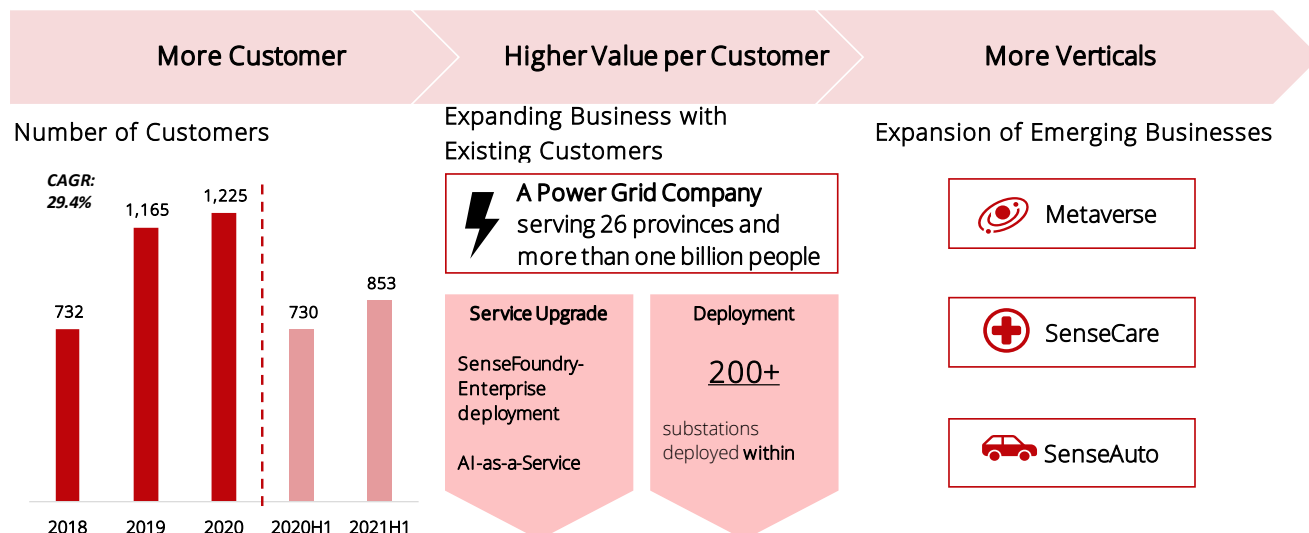 More Customer
Higher Value per Customer
More Verticals
Number of Customers
CAGR:
29.4%
732
1,165
1,225
730
853
2018
2019
2020
2020H1
2021H1
Expanding Business with
Existing Customers
A Power Grid Company
serving 26 provinces and
more than one billion people
Service Upgrade
SenseFoundry-
Enterprise
deployment
AI-as-a-Service
Deployment
200+
substations
deployed within
Expansion of Emerging Businesses
Metaverse
SenseCare
SenseAuto